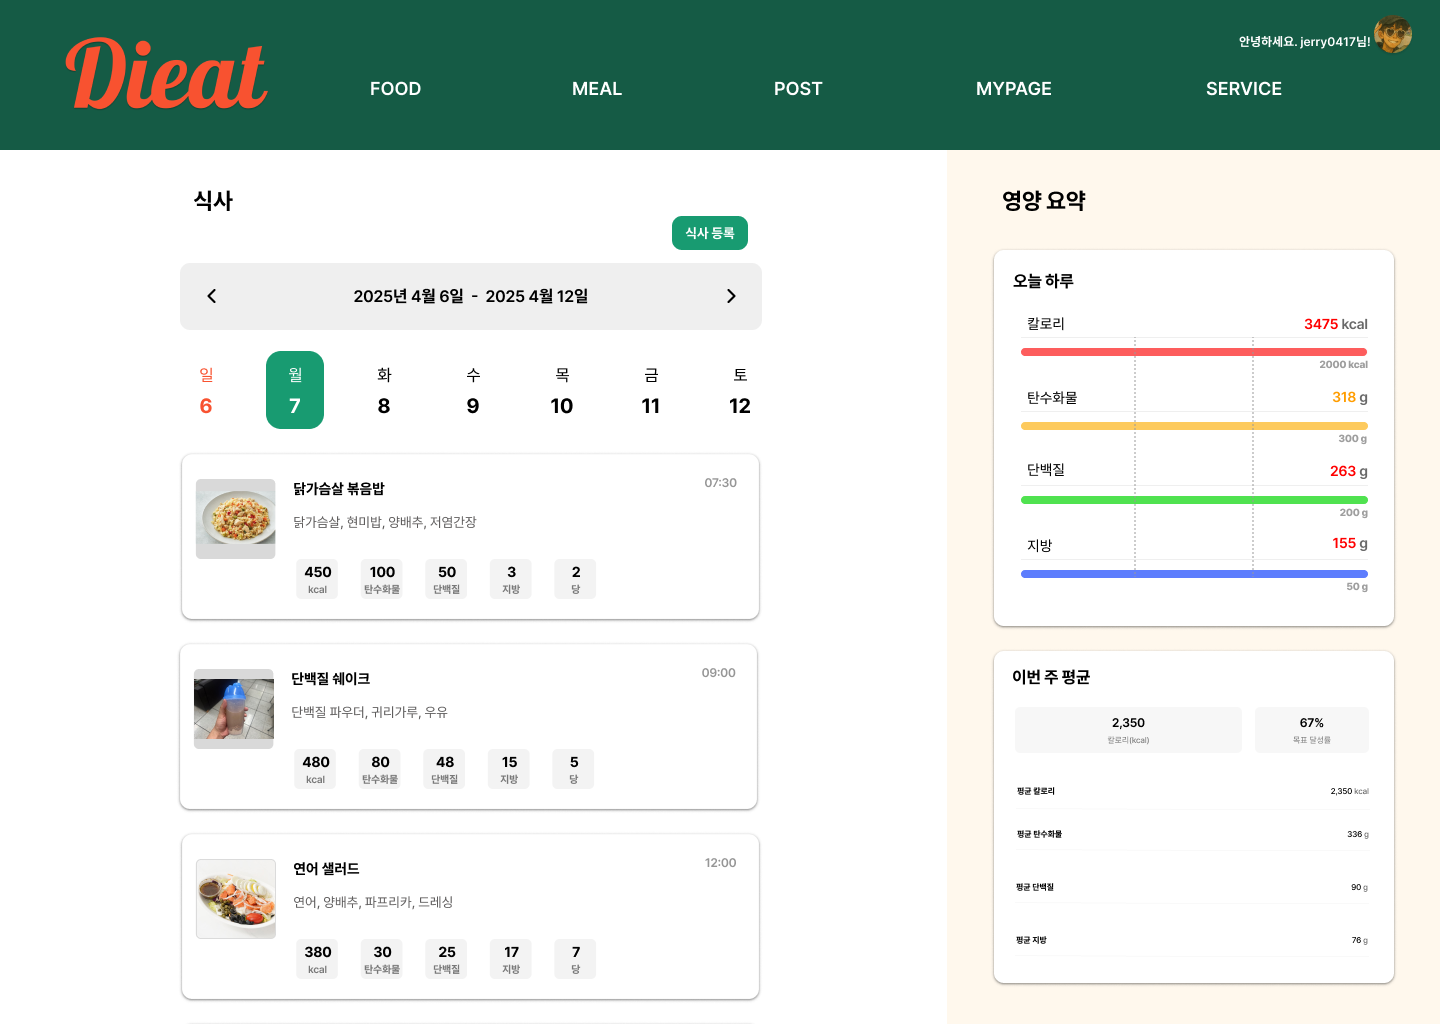 Dieat
안녕하세요. jerry0417님!
FOOD MEAL POST MYPAGE SERVICE
식사
식사 등록
2025년 4월 6일 - 2025 4월 12일
일 월 화 수 목 금 토
6 7 8 9 10 11 12
닭가슴살 볶음밥 07:30
닭가슴살, 현미밥, 양배추, 저염간장
450 100 50 3 2
kcal 탄수화물 단백질 지방 당
단백질 쉐이크 09:00
단백질 파우더, 귀리가루, 우유
480 80 48 15 5
kcal 탄수화물 단백질 지방 당
연어 샐러드 12:00
연어, 양배추, 파프리카, 드레싱
380 30 25 17 7
kcal 탄수화물 단백질 지방 당
영양 요약
오늘 하루
칼로리 3475 kcal
2000 kcal
탄수화물 318 g
300 g
단백질 263 g
200 g
지방 155 g
50 g
이번 주 평균
2,350 67%
칼로리(kcal) 목표 달성률
평균 칼로리 2,350 kcal
평균 탄수화물 336 g
평균 단백질 90 g
평균 지방 76 g